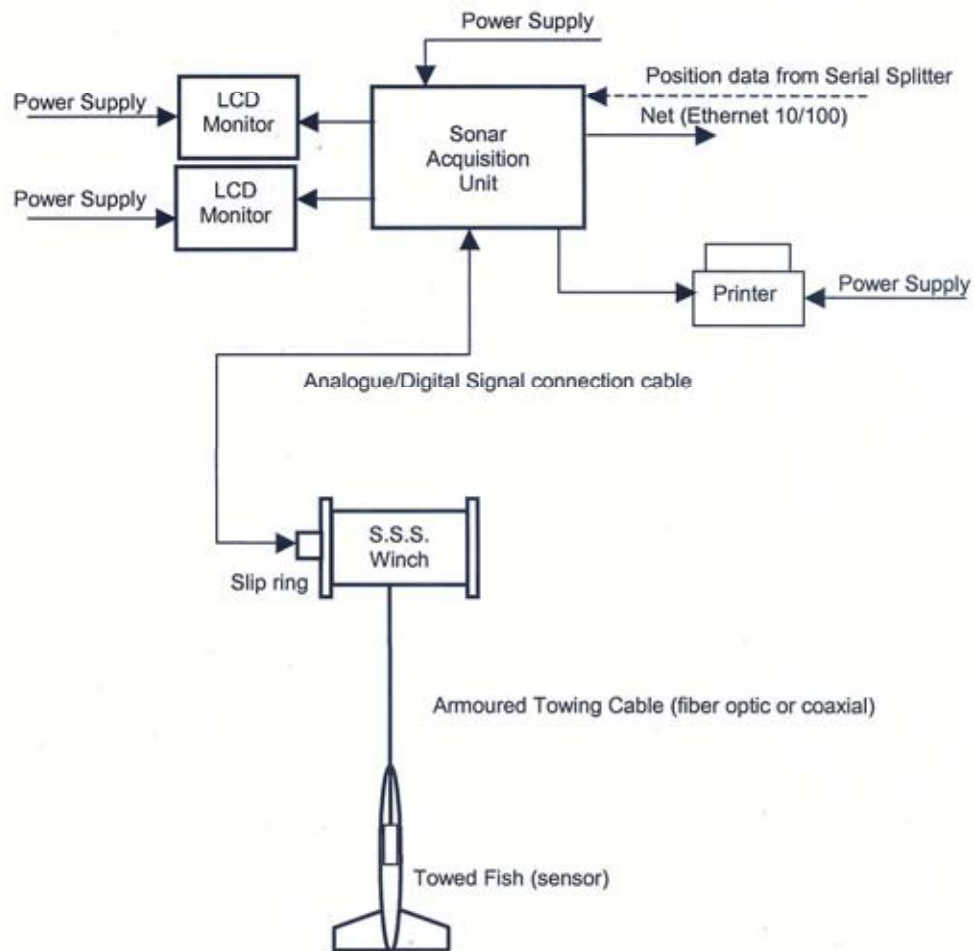 Power Supply
Position data from Serial Splitter
Power Supply
LCD
Monitor
Net (Ethernet 10/100)
Sonar
Acquisition
Unit
Power Supply
LCD
Monitor
Printer
Power Supply
Analogue/Digital Signal connection cable
S.S.S.
Winch
Slip ring
Armoured Towing Cable (fiber optic or coaxial)
Towed Fish (sensor)